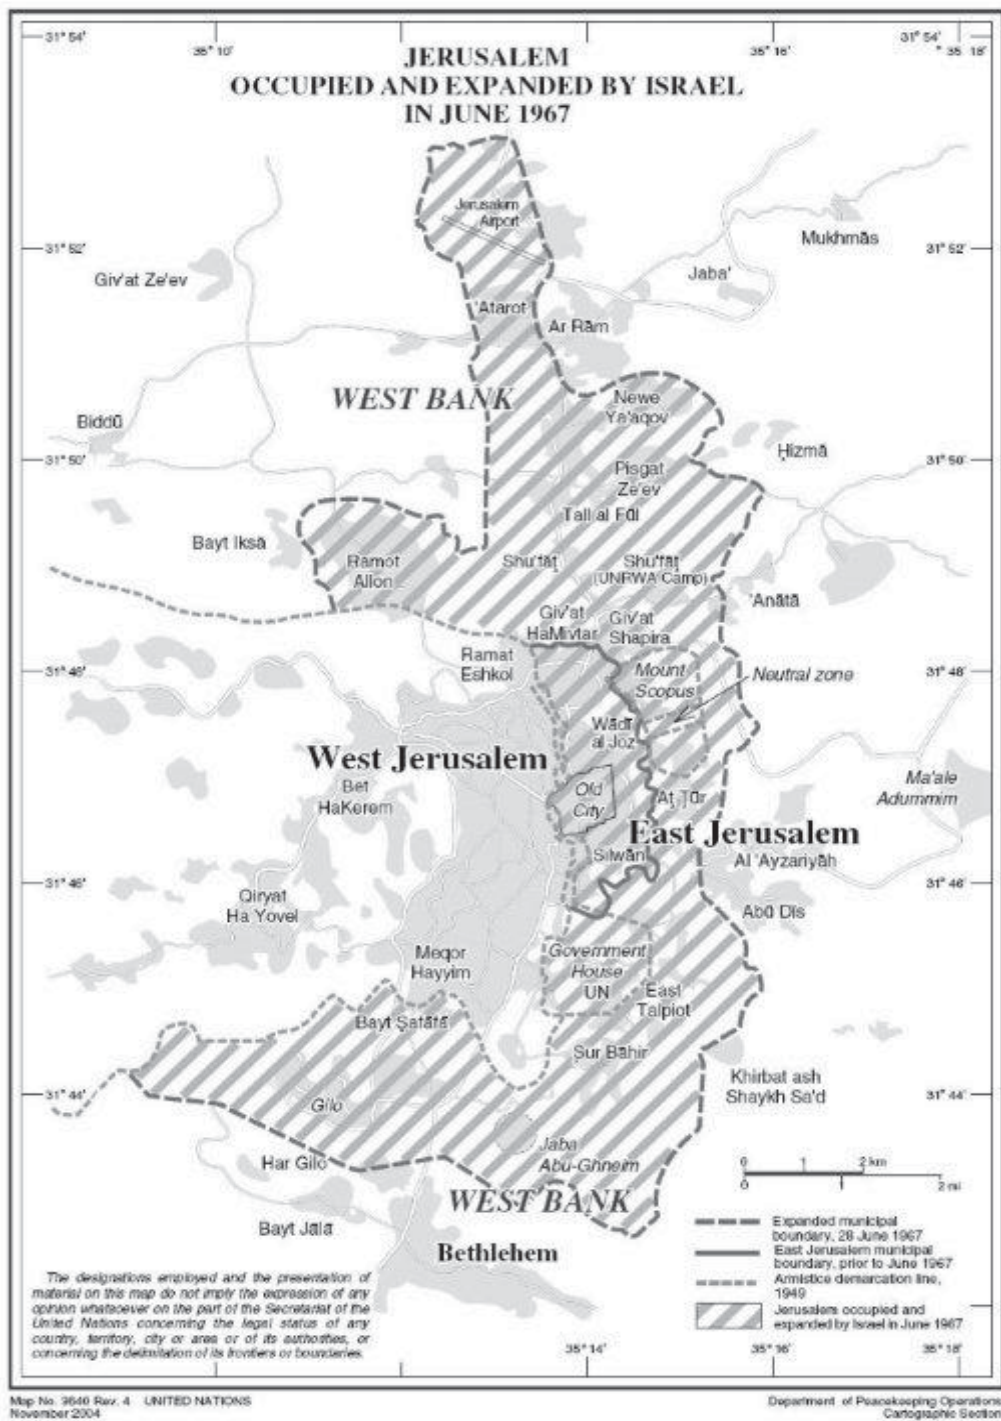 31° 54'
35° 10'
35° 16'
31° 54'
35° 18'
JERUSALEM
OCCUPIED AND EXPANDED BY ISRAEL
IN JUNE 1967
Jerusalem
Airport
Mukhmās
31° 52'
31° 52'
Giv'at Ze'ev
Jaba'
'Atarot
Ar Rām
WEST BANK
Newe
Ya'aqov
Biddū
Ḥizmā
31° 50'
31° 50'
Pisgat
Ze'ev
Tall al Fūl
Bayt Iksā
Ramot
Allon
Shu'fāţ
Shu'fāţ
(UNRWA Camp)
'Anātā
Giv'at
HaMivtar
Giv'at
Shapira
Ramat
Eshkol
31° 48'
31° 48'
Mount
Scopus
Neutral zone
Wādī
al Joz
West Jerusalem
Bet
HaKerem
Old
City
Aţ Ţūr
Ma'ale
Adummim
East Jerusalem
Silwān
Al 'Ayzariyāh
31° 46'
31° 46'
Qiryat
Ha Yovel
Abū Dīs
Meqor
Hayyim
Government
House
UN
East
Talpiot
Bayt Şafāfā
Şur Bāhir
Khirbat ash
Shaykh Sa'd
31° 44'
31° 44'
Gilo
Jaba
Abu-Ghneim
Har Gilo
0 1 2 km
0 1 2 mi
WEST BANK
Bayt Jālā
Bethlehem
Expanded municipal
boundary, 28 June 1967
East Jerusalem municipal
boundary, prior to June 1967
Armistice demarcation line,
1949
Jerusalem occupied and
expanded by Israel in June 1967
The designations employed and the presentation of
material on this map do not imply the expression of any
opinion whatsoever on the part of the Secretariat of the
United Nations concerning the legal status of any
country, territory, city or area or of its authorities, or
concerning the delimitation of its frontiers or boundaries.
35° 14'
35° 16'
35° 18'
Map No. 3640 Rev. 4 UNITED NATIONS
November 2004
Department of Peacekeeping Operations
Cartographic Section